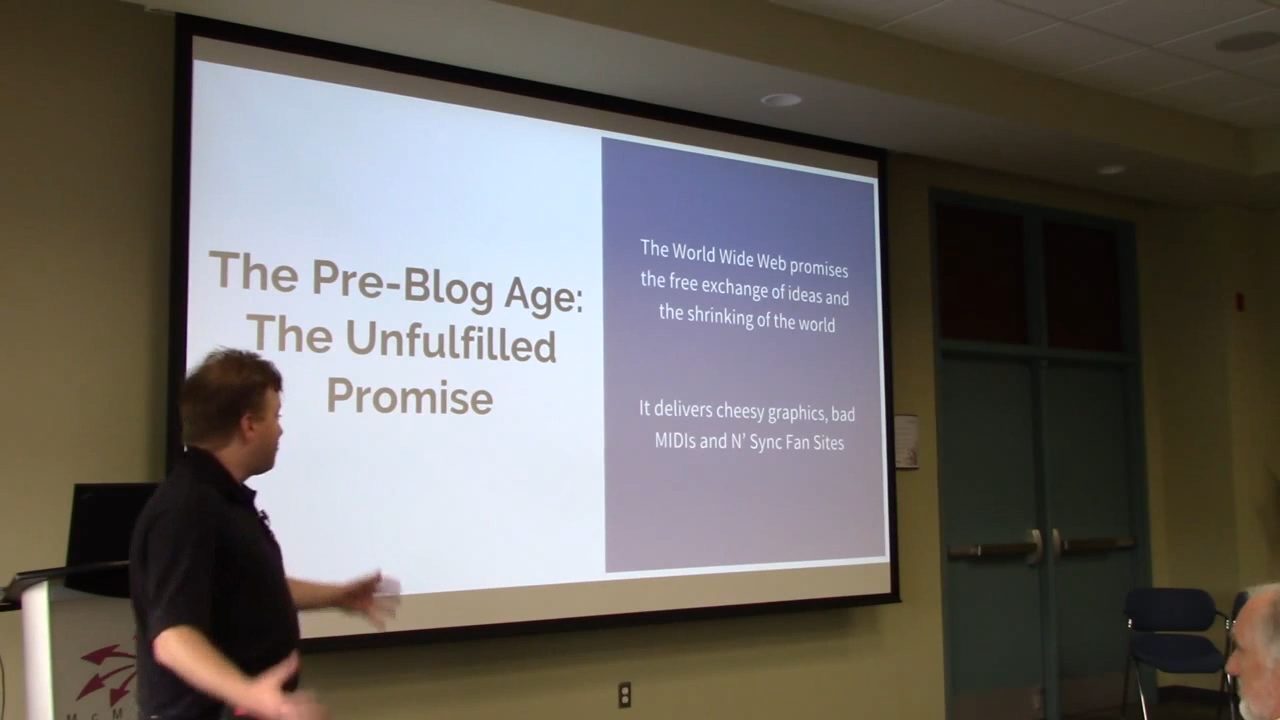 The Pre-Blog Age:
The Unfulfilled
Promise
The World Wide Web promises
the free exchange of ideas and
the shrinking of the world
It delivers cheesy graphics, bad
MIDIs and N' Sync Fan Sites